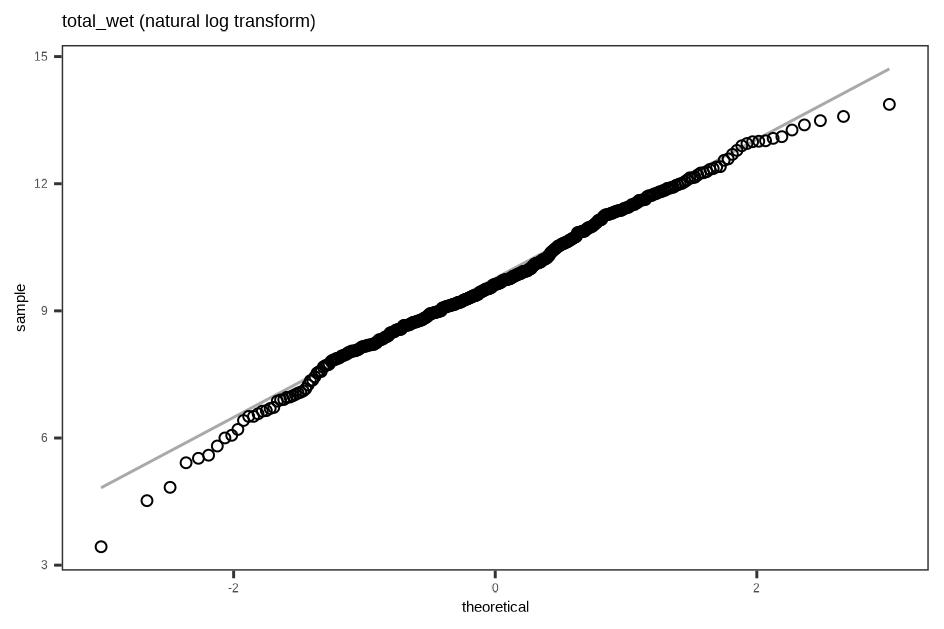 total_wet (natural log transform)
15
12
9
6
3
sample
-2
0
2
theoretical